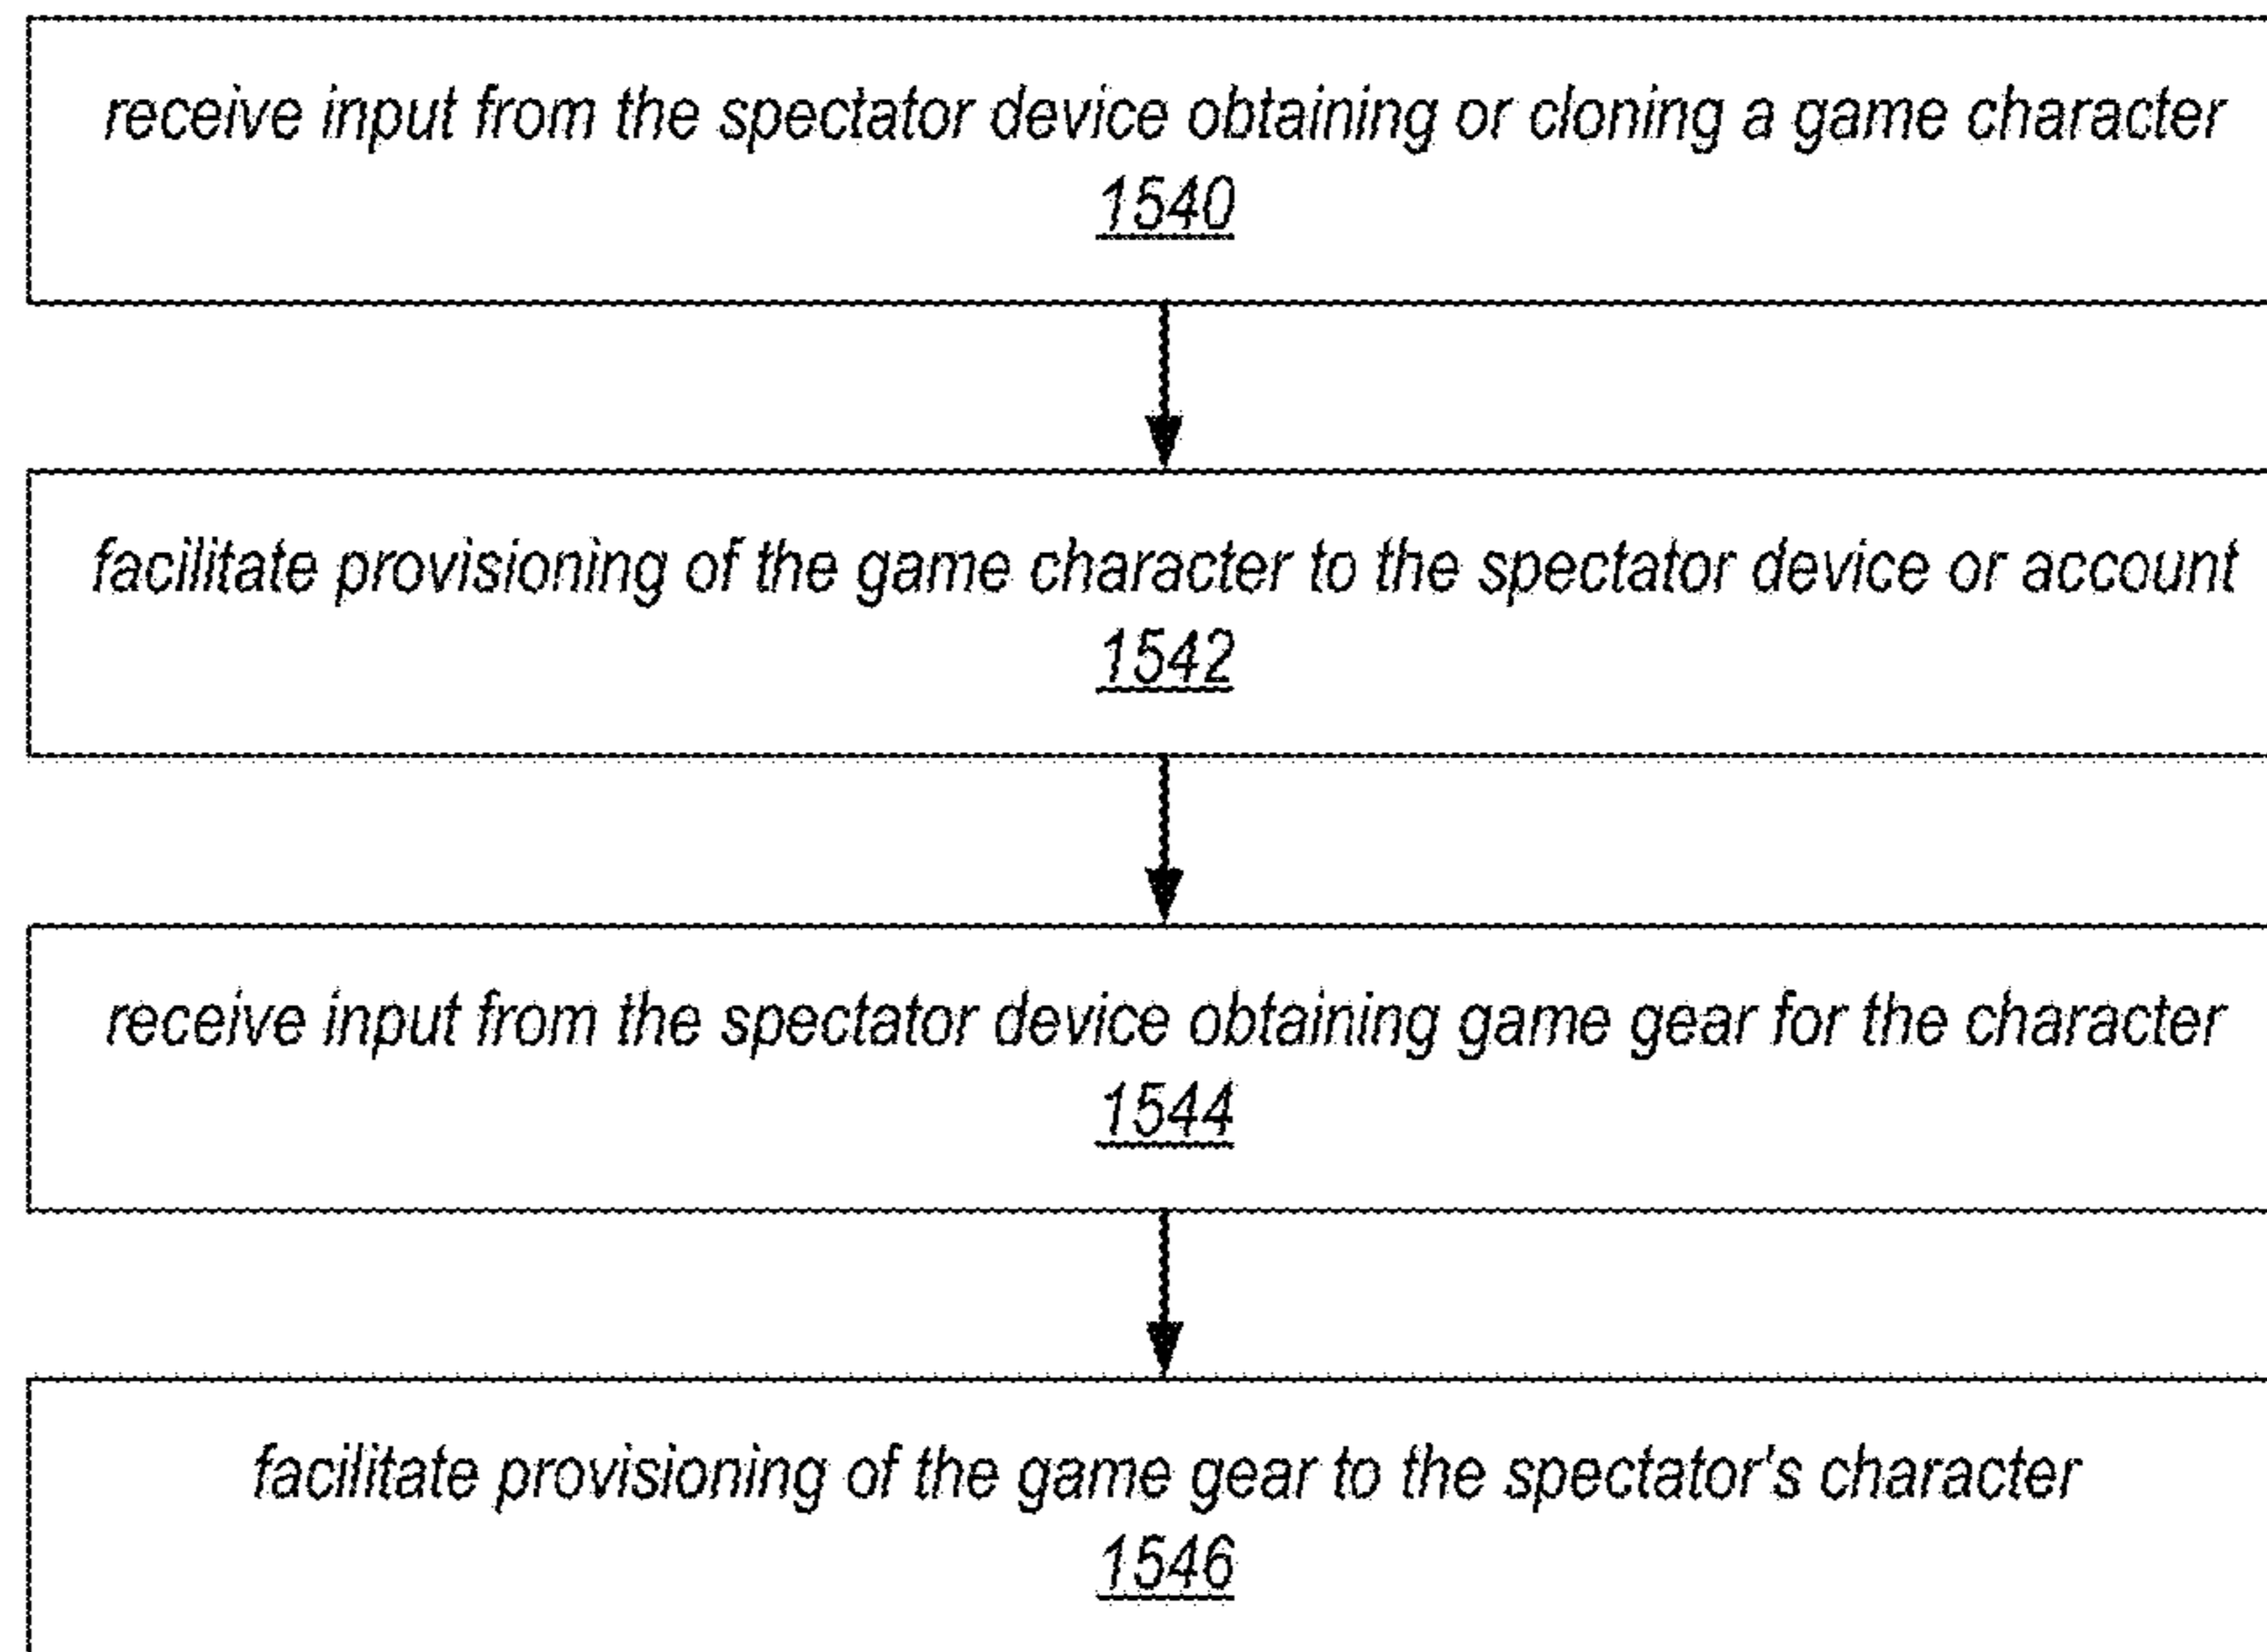 receive input from the spectator device obtaining or cloning a game character
1540
facilitate provisioning of the game character to the spectator device or account
1542
receive input from the spectator device obtaining game gear for the character
1544
facilitate provisioning of the game gear to the spectator's character
1546